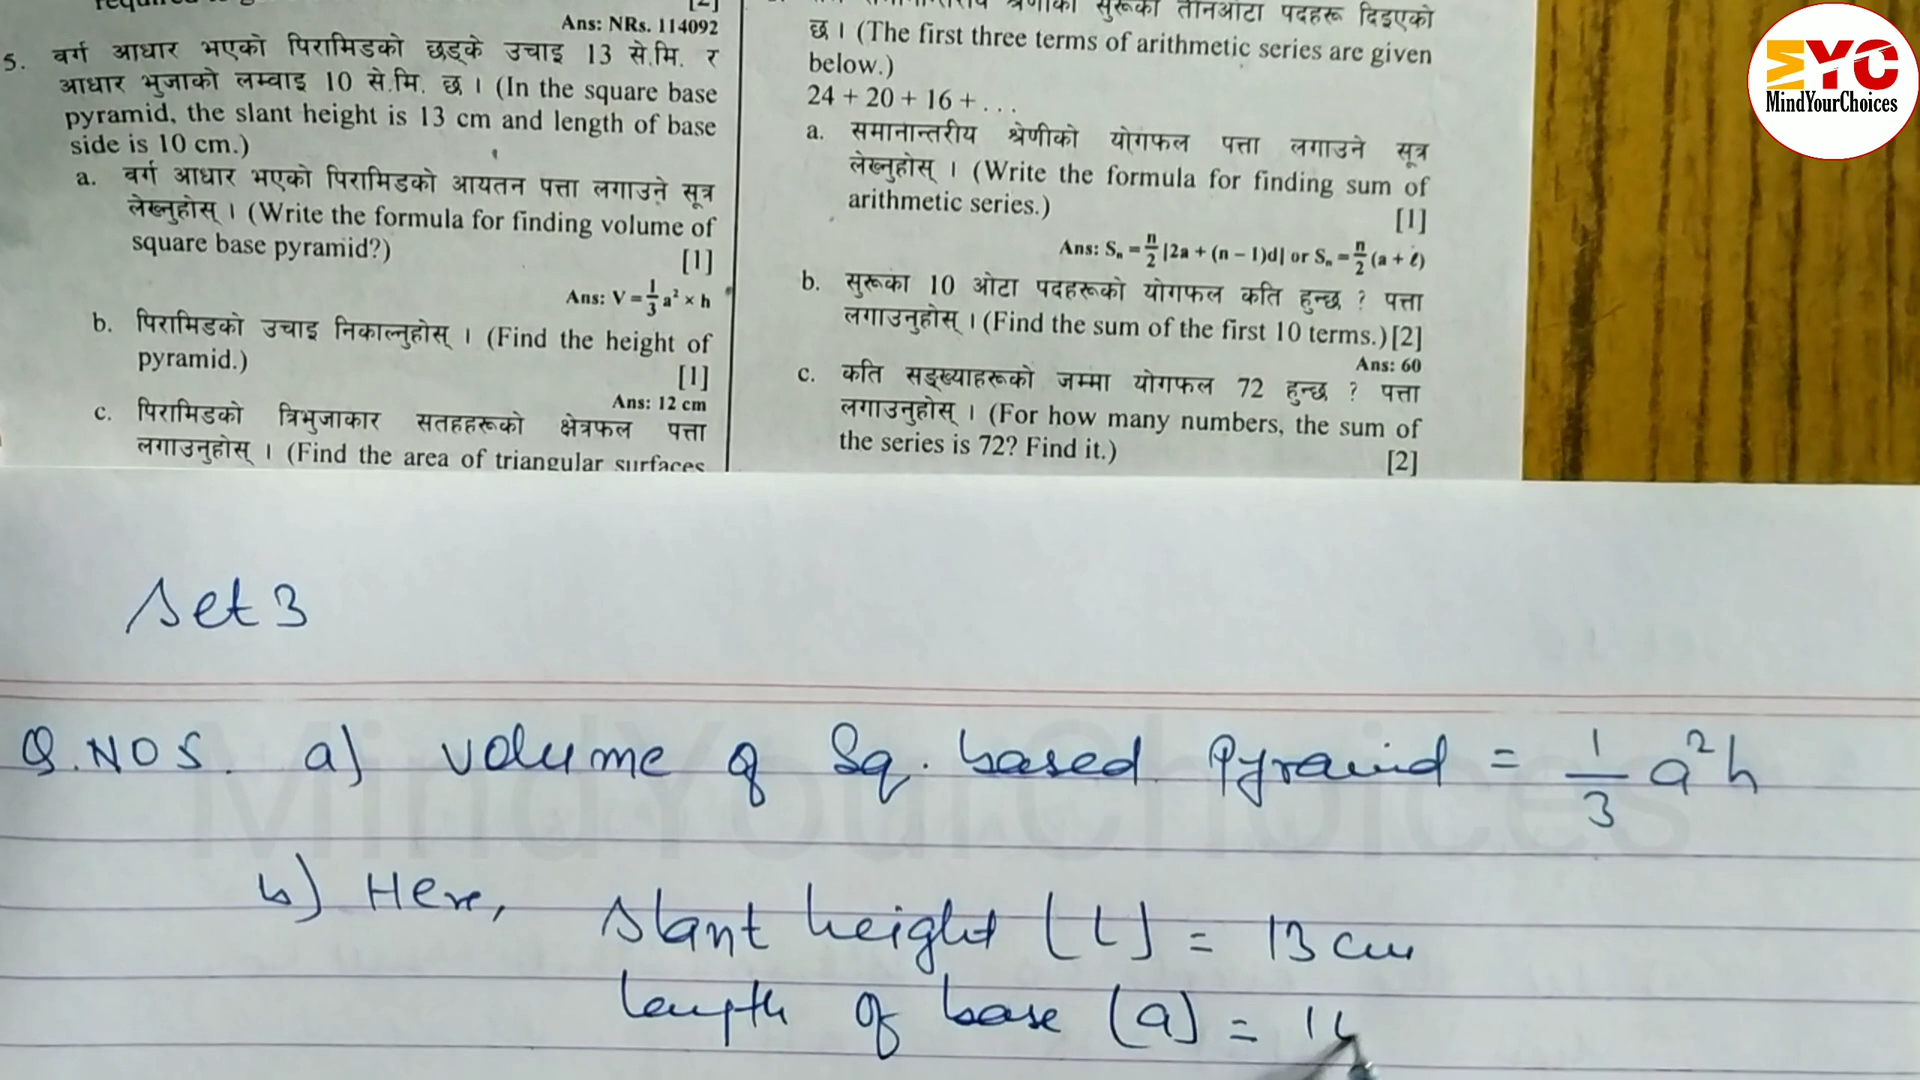 [2]
Ans: NRs. 114092
5. वर्ग आधार भएको पिरामिडको छड्के उचाइ 13 से.मि. र
आधार भुजाको लम्वाइ 10 से.मि. छ । (In the square base
pyramid, the slant height is 13 cm and length of base
side is 10 cm.)
a. वर्ग आधार भएको पिरामिडको आयतन पत्ता लगाउने सूत्र
लेख्नुहोस् । (Write the formula for finding volume of
square base pyramid?) [1]
Ans: V = 1/3 a² × h
b. पिरामिडको उचाइ निकाल्नुहोस् । (Find the height of
pyramid.) [1]
Ans: 12 cm
c. पिरामिडको त्रिभुजाकार सतहहरूको क्षेत्रफल पत्ता
लगाउनुहोस् । (Find the area of triangular surfaces
सुरूका तीनओटा पदहरू दिइएको
छ । (The first three terms of arithmetic series are given
below.)
24 + 20 + 16 + . . .
a. समानान्तरीय श्रेणीको योगफल पत्ता लगाउने सूत्र
लेख्नुहोस् । (Write the formula for finding sum of
arithmetic series.) [1]
Ans: Sₙ = n/2 |2a + (n – 1)d| or Sₙ = n/2 (a + ℓ)
b. सुरूका 10 ओटा पदहरूको योगफल कति हुन्छ ? पत्ता
लगाउनुहोस् । (Find the sum of the first 10 terms.) [2]
Ans: 60
c. कति सङ्ख्याहरूको जम्मा योगफल 72 हुन्छ ? पत्ता
लगाउनुहोस् । (For how many numbers, the sum of
the series is 72? Find it.) [2]
MYC
MindYourChoices
Set 3
Q.NO5. a) Volume of Sq. based Pyramid = 1/3 a²h
b) Here, slant height (l) = 13 cm
length of base (a) =
MindYourChoices